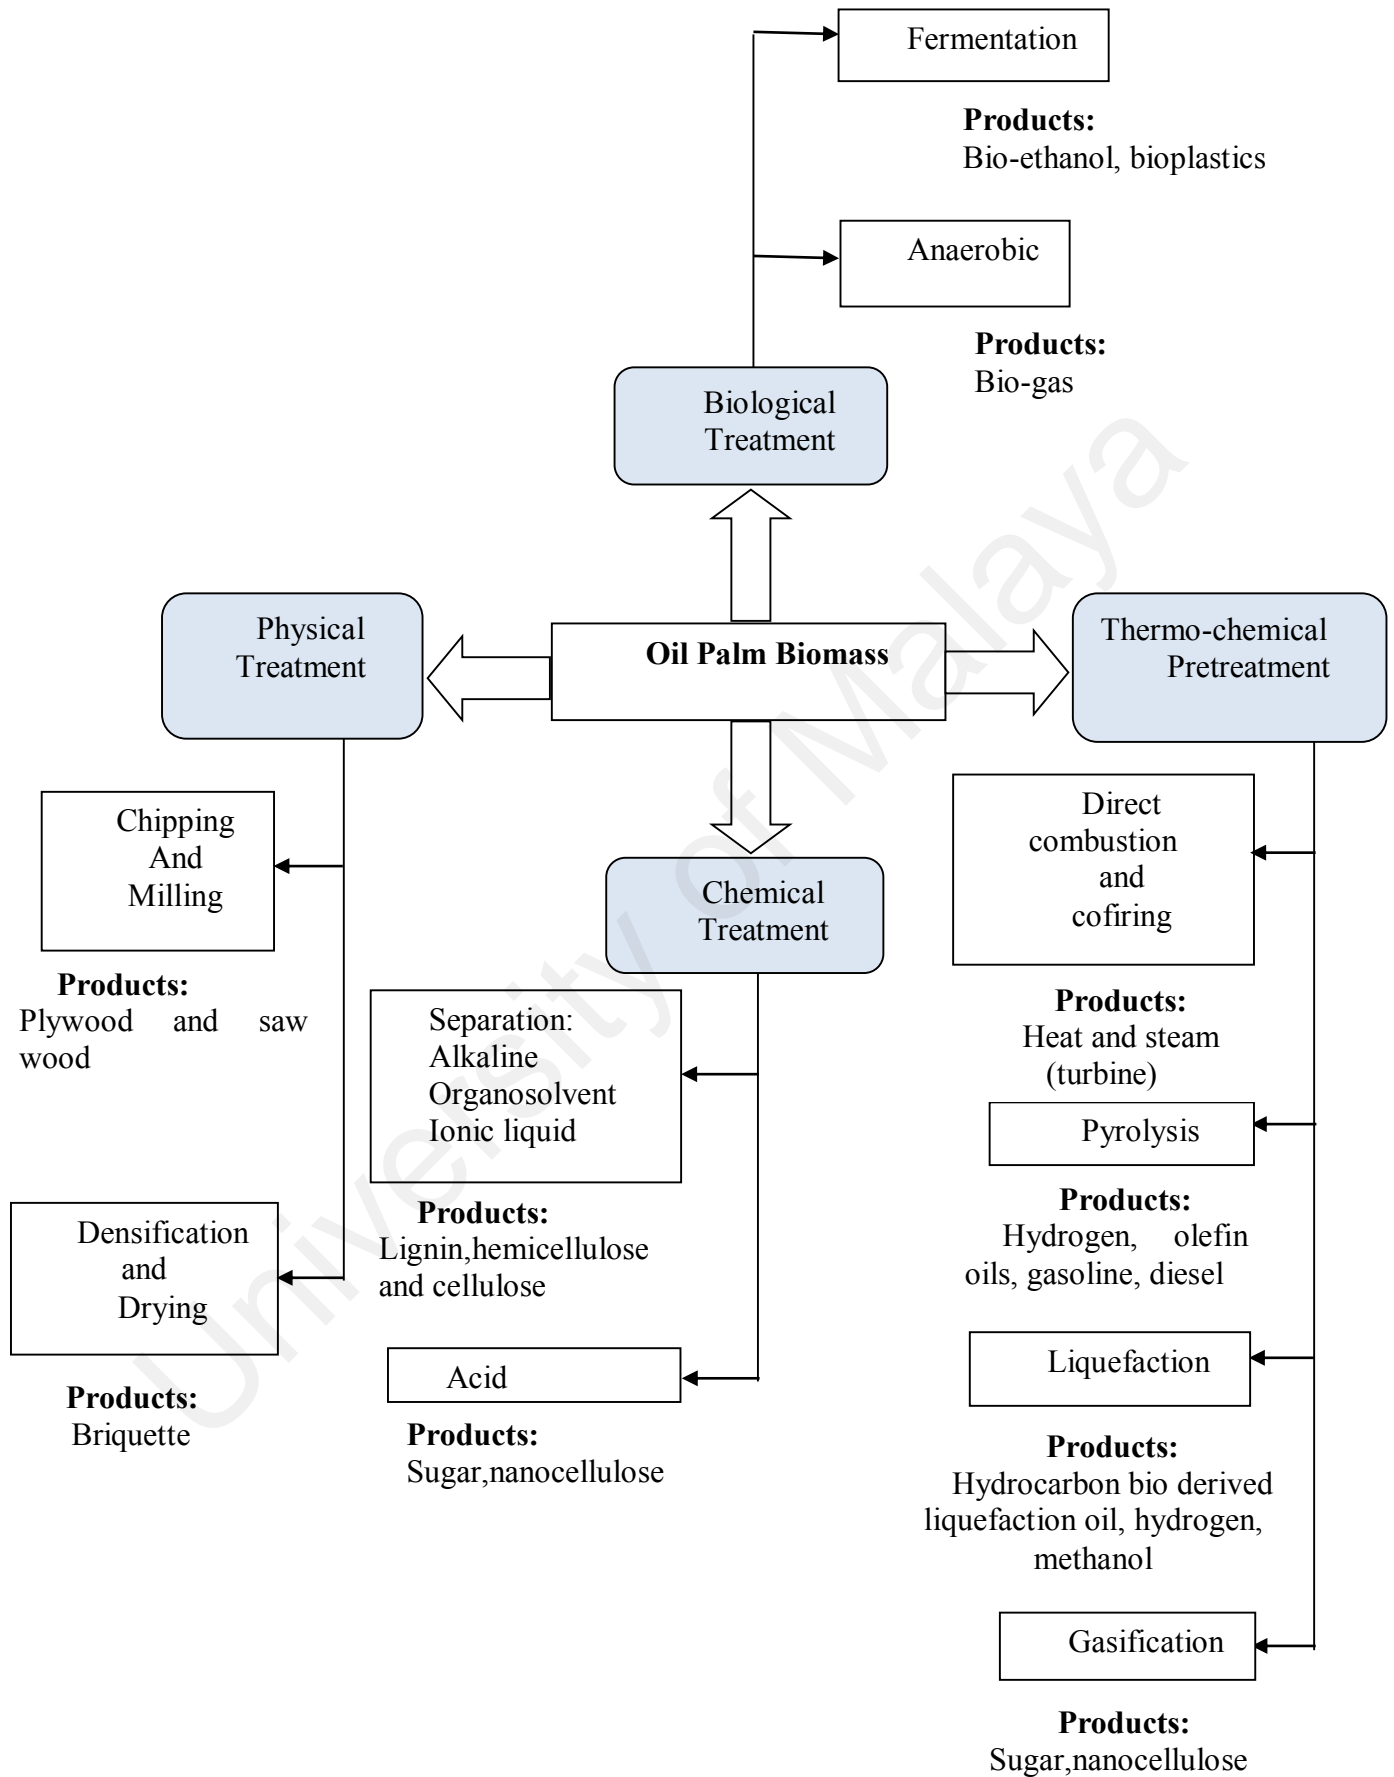 Fermentation
Products:
Bio-ethanol, bioplastics
Anaerobic
Products:
Bio-gas
Biological
Treatment
Physical
Treatment
Oil Palm Biomass
Thermo-chemical
Pretreatment
Chipping
And
Milling
Products:
Plywood and saw
wood
Densification
and
Drying
Products:
Briquette
Chemical
Treatment
Separation:
Alkaline
Organosolvent
Ionic liquid
Products:
Lignin,hemicellulose
and cellulose
Acid
Products:
Sugar,nanocellulose
Direct
combustion
and
cofiring
Products:
Heat and steam
(turbine)
Pyrolysis
Products:
Hydrogen, olefin
oils, gasoline, diesel
Liquefaction
Products:
Hydrocarbon bio derived
liquefaction oil, hydrogen,
methanol
Gasification
Products:
Sugar,nanocellulose
University of Malaya